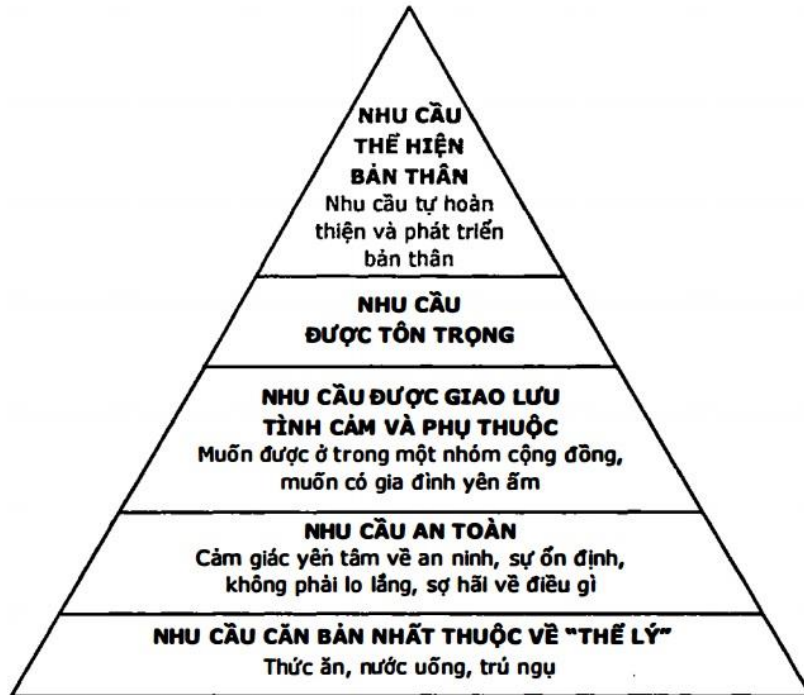 NHU CẦU
THỂ HIỆN
BẢN THÂN
Nhu cầu tự hoàn
thiện và phát triển
bản thân
NHU CẦU
ĐƯỢC TÔN TRỌNG
NHU CẦU ĐƯỢC GIAO LƯU
TÌNH CẢM VÀ PHỤ THUỘC
Muốn được ở trong một nhóm cộng đồng,
muốn có gia đình yên ấm
NHU CẦU AN TOÀN
Cảm giác yên tâm về an ninh, sự ổn định,
không phải lo lắng, sợ hãi về điều gì
NHU CẦU CĂN BẢN NHẤT THUỘC VỀ “THỂ LÝ”
Thức ăn, nước uống, trú ngụ